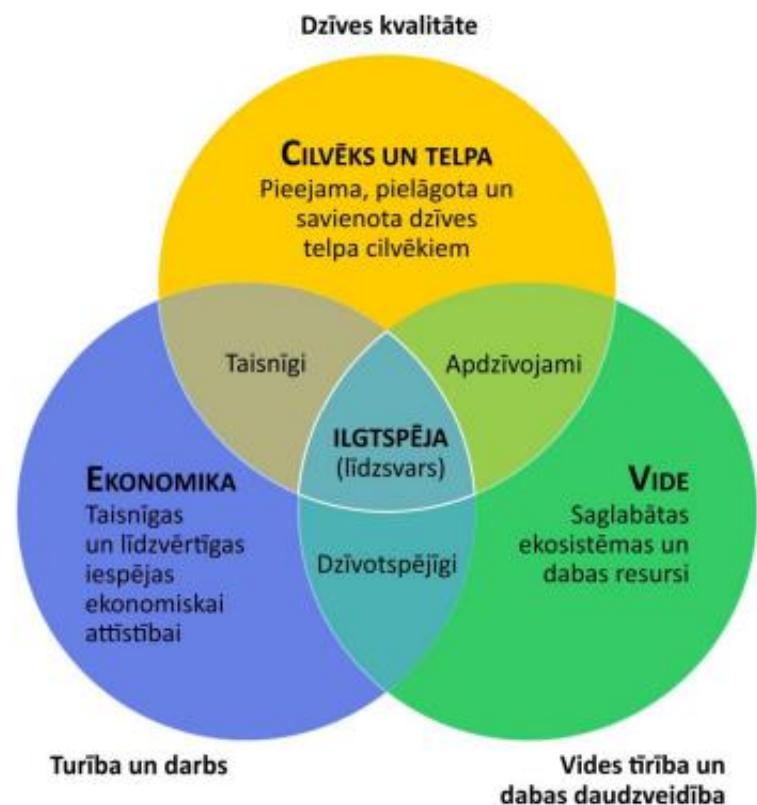 Dzīves kvalitāte
CILVĒKS UN TELPA
Pieejama, pielāgota un
savienota dzīves
telpa cilvēkiem
Taisnīgi
Apdzīvojami
ILGTSPĒJA
(līdzsvars)
EKONOMIKA
Taisnīgas
un līdzvērtīgas
iespējas
ekonomiskai
attīstībai
VIDE
Saglabātas
ekosistēmas un
dabas resursi
Dzīvotspējīgi
Turība un darbs
Vides tīrība un
dabas daudzveidība